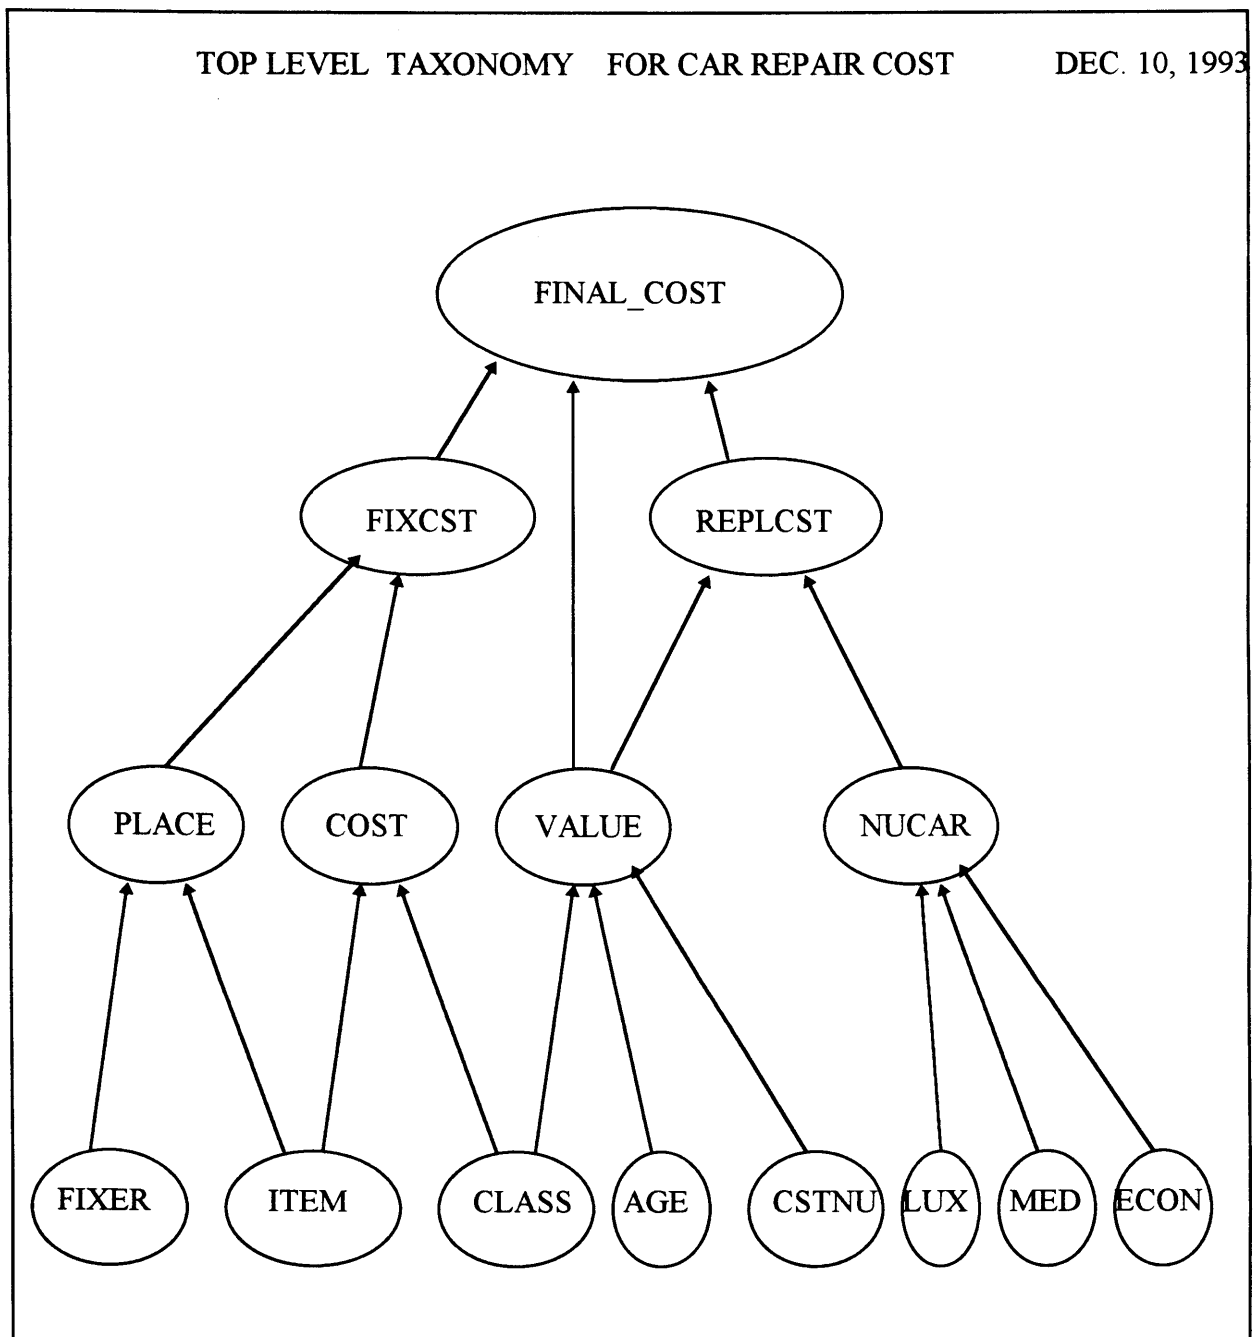 TOP LEVEL TAXONOMY FOR CAR REPAIR COST DEC. 10, 1993
FINAL_COST
FIXCST REPLCST
PLACE COST VALUE NUCAR
FIXER ITEM CLASS AGE CSTNU LUX MED ECON